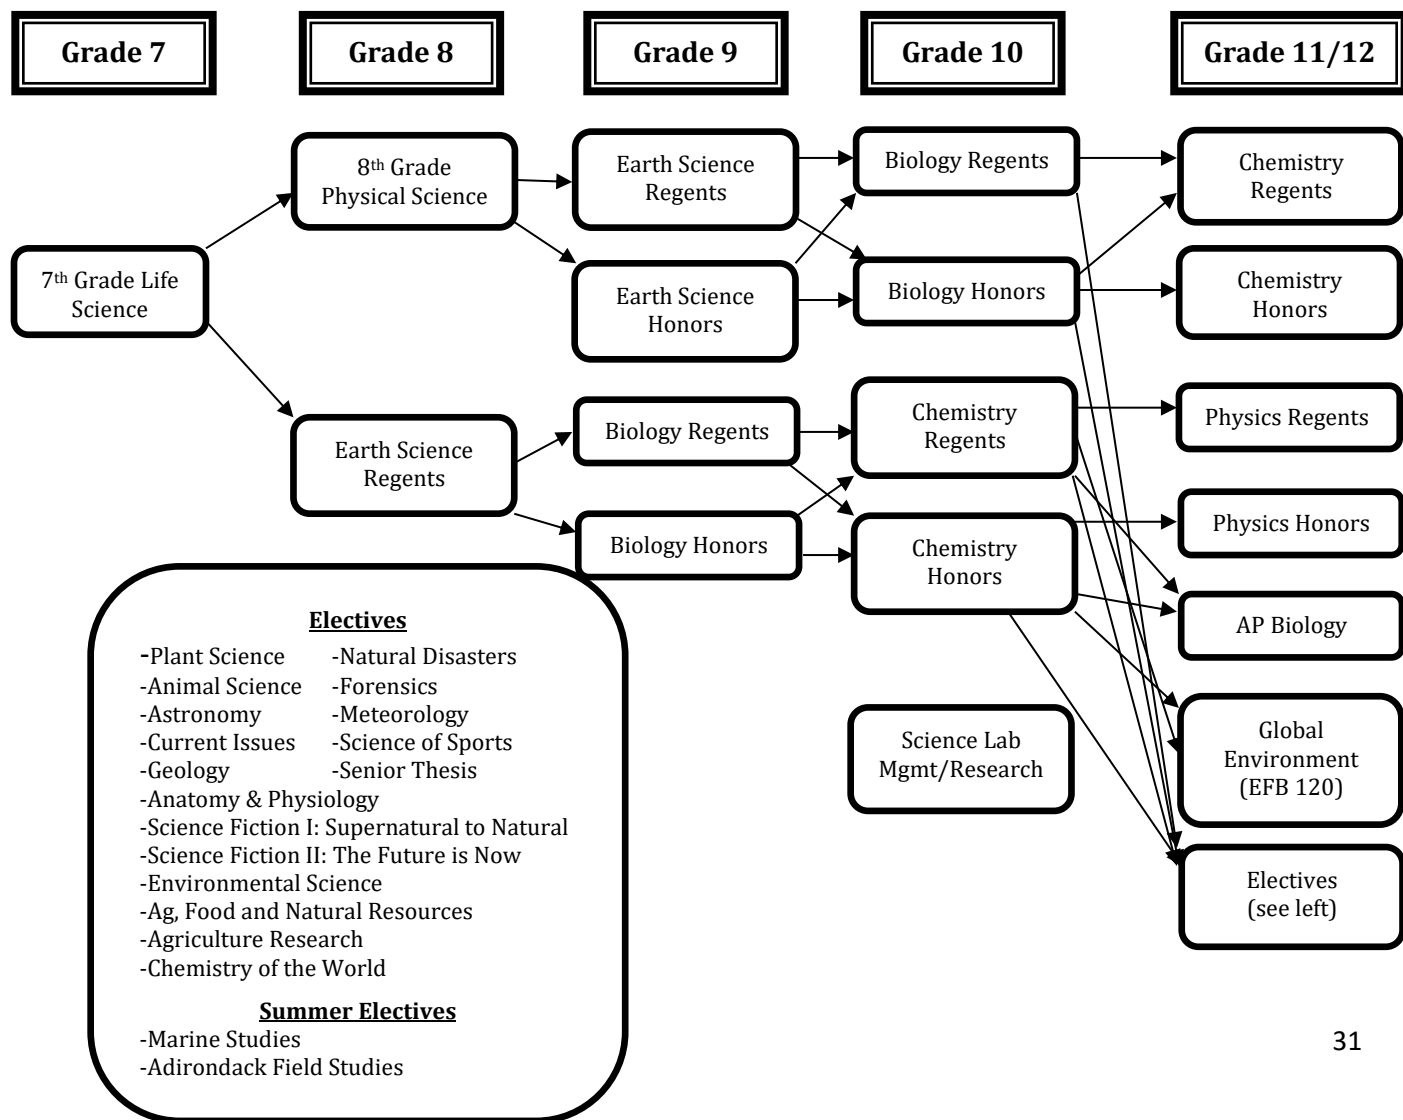 Grade 7
Grade 8
Grade 9
Grade 10
Grade 11/12
7th Grade Life
Science
8th Grade
Physical Science
Earth Science
Regents
Earth Science
Regents
Earth Science
Honors
Biology Regents
Biology Honors
Biology Regents
Biology Honors
Chemistry
Regents
Chemistry
Honors
Science Lab
Mgmt/Research
Chemistry
Regents
Chemistry
Honors
Physics Regents
Physics Honors
AP Biology
Global
Environment
(EFB 120)
Electives
(see left)
Electives
-Plant Science -Natural Disasters
-Animal Science -Forensics
-Astronomy -Meteorology
-Current Issues -Science of Sports
-Geology -Senior Thesis
-Anatomy & Physiology
-Science Fiction I: Supernatural to Natural
-Science Fiction II: The Future is Now
-Environmental Science
-Ag, Food and Natural Resources
-Agriculture Research
-Chemistry of the World
Summer Electives
-Marine Studies
-Adirondack Field Studies
31